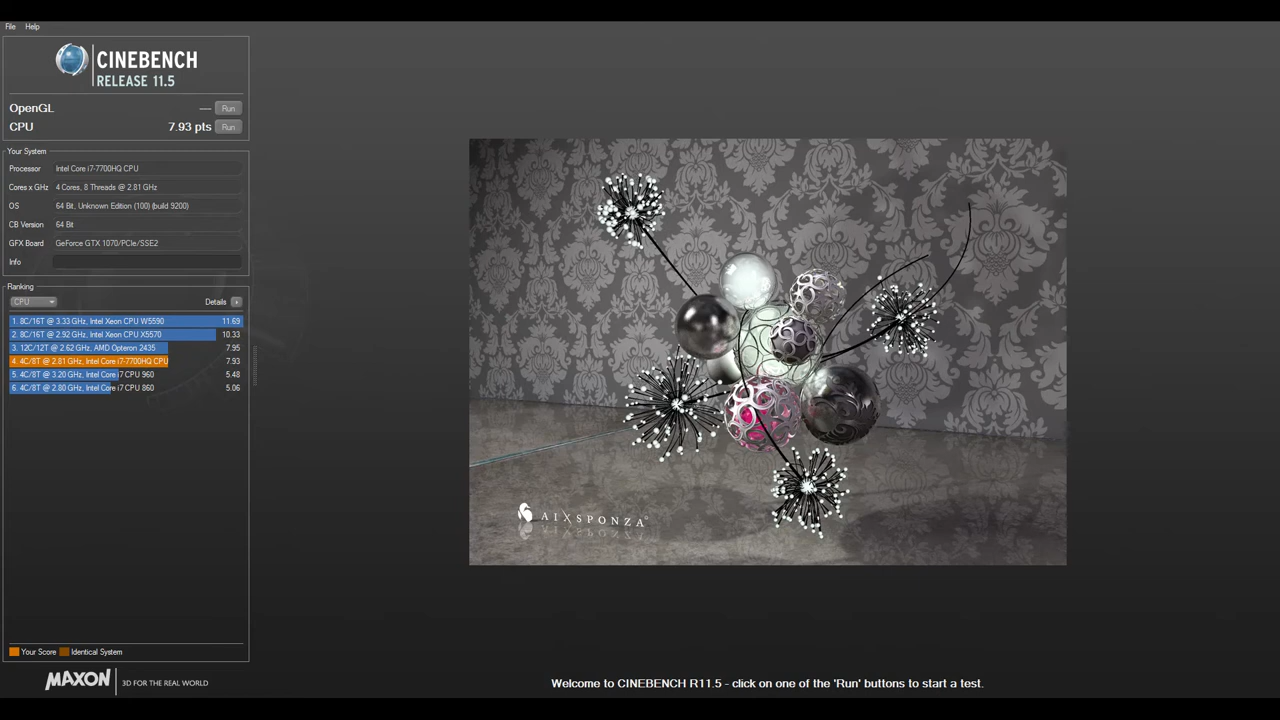 File Help
CINEBENCH
RELEASE 11.5
OpenGL — Run
CPU 7.93 pts Run
Your System
Processor Intel Core i7-7700HQ CPU
Cores x GHz 4 Cores, 8 Threads @ 2.81 GHz
OS 64 Bit, Unknown Edition (100) (build 9200)
CB Version 64 Bit
GFX Board GeForce GTX 1070/PCIe/SSE2
Info
Ranking
CPU Details
1. 8C/16T @ 3.33 GHz, Intel Xeon CPU W5590 11.69
2. 8C/16T @ 2.92 GHz, Intel Xeon CPU X5570 10.33
3. 12C/12T @ 2.62 GHz, AMD Opteron 2435 7.95
4. 4C/8T @ 2.81 GHz, Intel Core i7-7700HQ CPU 7.93
5. 4C/8T @ 3.20 GHz, Intel Core i7 CPU 960 5.48
6. 4C/8T @ 2.80 GHz, Intel Core i7 CPU 860 5.06
AIXSPONZA
Your Score Identical System
MAXON 3D FOR THE REAL WORLD
Welcome to CINEBENCH R11.5 - click on one of the 'Run' buttons to start a test.